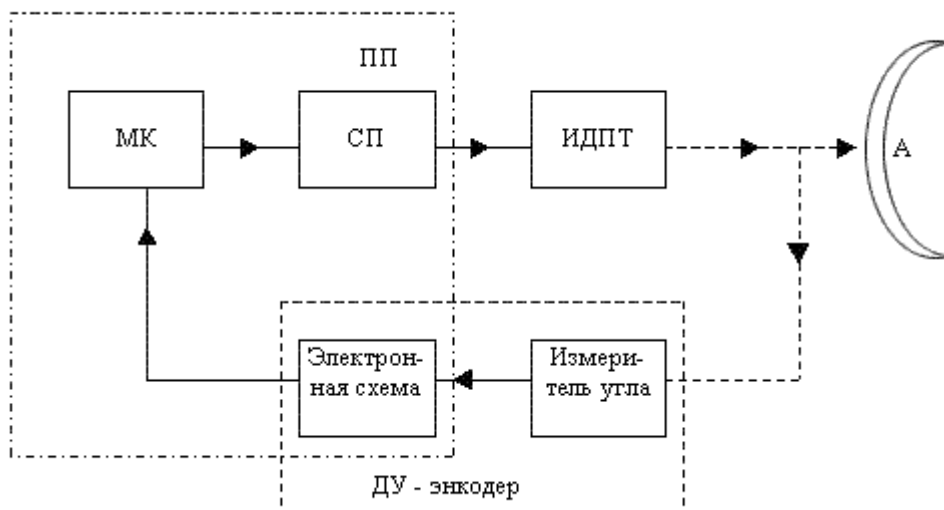 ПП
МК
СП
ИДПТ
А
Электрон-
ная схема
Измери-
тель угла
ДУ - энкодер